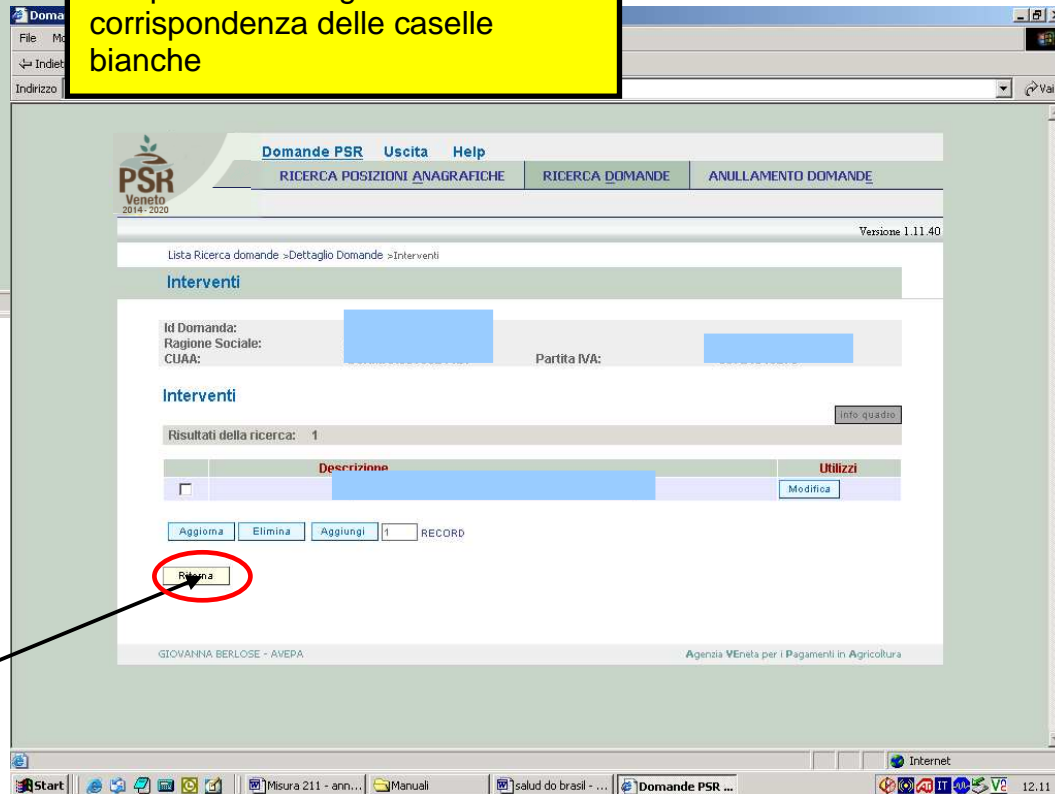 corrispondenza delle caselle
bianche
Doma
File
Indiet
Indirizzo
Vai
PSR
Veneto
2014-2020
Domande PSR Uscita Help
RICERCA POSIZIONI ANAGRAFICHE RICERCA DOMANDE ANULLAMENTO DOMANDE
Versione 1.11.40
Lista Ricerca domande >Dettaglio Domande >Interventi
Interventi
Id Domanda:
Ragione Sociale:
CUAA: Partita IVA:
Interventi
info quadro
Risultati della ricerca: 1
Descrizione Utilizzi
Modifica
Aggiorna Elimina Aggiungi 1 RECORD
Ritorna
GIOVANNA BERLOSE - AVEPA Agenzia VEneta per i Pagamenti in Agricoltura
Internet
Start Misura 211 - ann... Manuali salud do brasil - ... Domande PSR ... IT 12.11